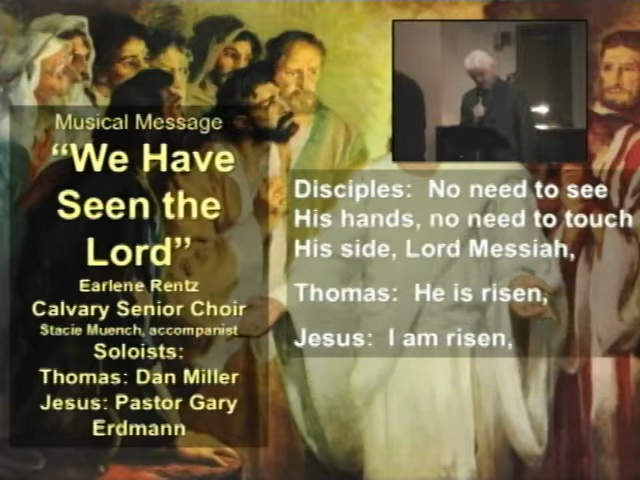 Musical Message
“We Have
Seen the
Lord”
Earlene Rentz
Calvary Senior Choir
Stacie Muench, accompanist
Soloists:
Thomas: Dan Miller
Jesus: Pastor Gary
Erdmann
Disciples:  No need to see
His hands, no need to touch
His side, Lord Messiah,
Thomas:  He is risen,
Jesus:  I am risen,